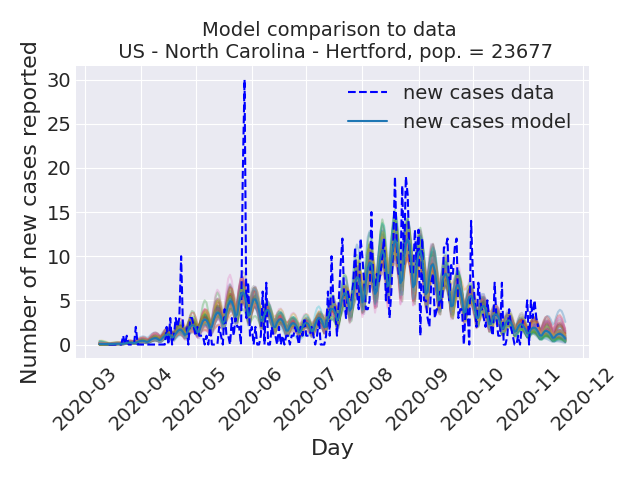 Model comparison to data
US - North Carolina - Hertford, pop. = 23677
Number of new cases reported
30
25
20
15
10
5
0
new cases data
new cases model
2020-03
2020-04
2020-05
2020-06
2020-07
2020-08
2020-09
2020-10
2020-11
2020-12
Day